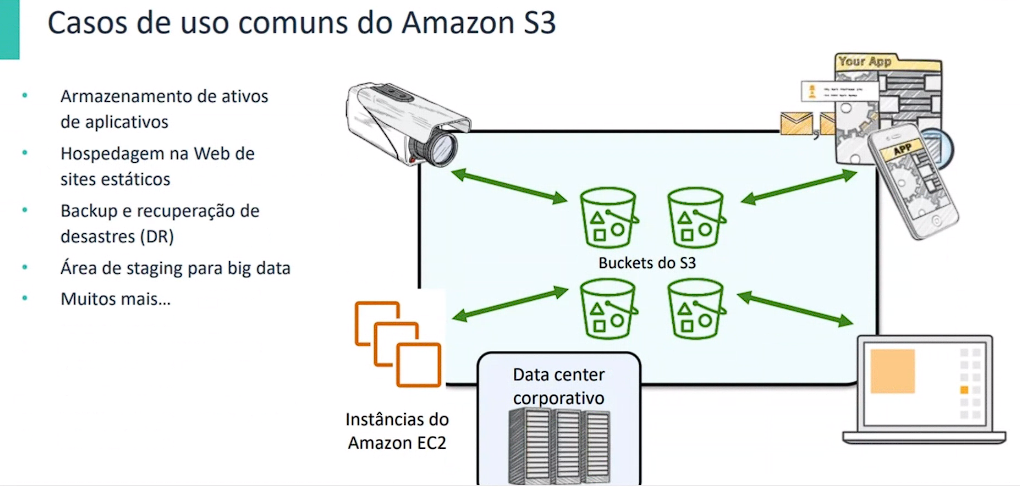 Casos de uso comuns do Amazon S3
• Armazenamento de ativos
de aplicativos
• Hospedagem na Web de
sites estáticos
• Backup e recuperação de
desastres (DR)
• Área de staging para big data
• Muitos mais...
Your App
APP
Buckets do S3
Instâncias do
Amazon EC2
Data center
corporativo